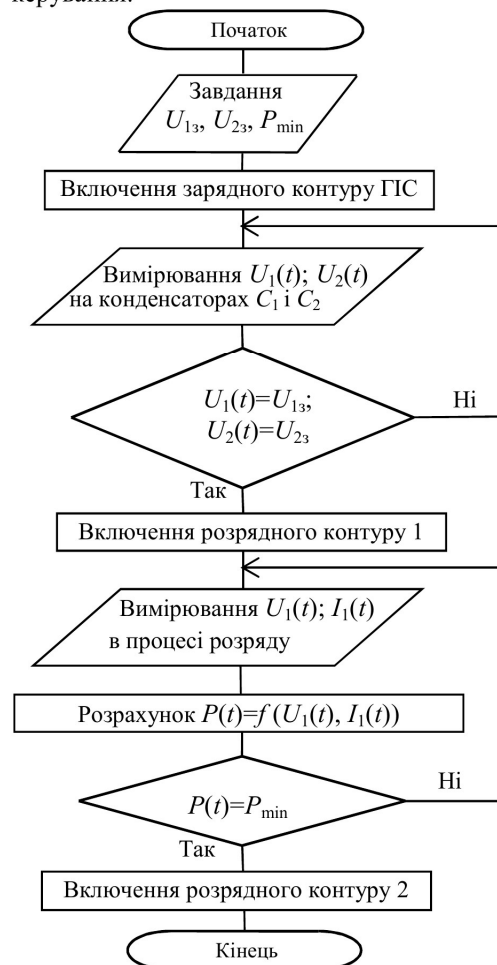 керування.
Початок
Завдання
U₁з, U₂з, Pmin
Включення зарядного контуру ГІС
Вимірювання U₁(t); U₂(t)
на конденсаторах C₁ і C₂
U₁(t)=U₁з;
U₂(t)=U₂з
Ні
Так
Включення розрядного контуру 1
Вимірювання U₁(t); I₁(t)
в процесі розряду
Розрахунок P(t)=f (U₁(t), I₁(t))
P(t)=Pmin
Ні
Так
Включення розрядного контуру 2
Кінець